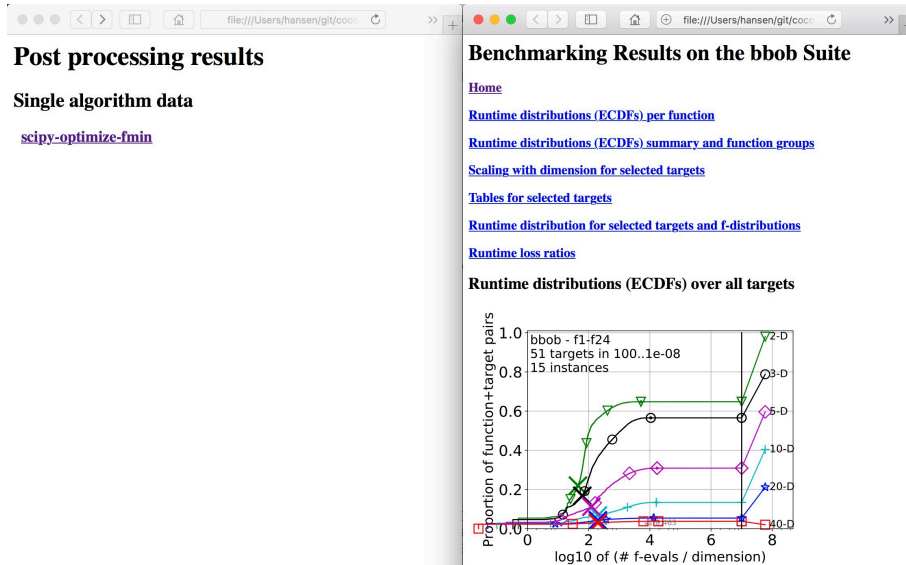 file:///Users/hansen/git/coco
>>
Post processing results
Single algorithm data
scipy-optimize-fmin
file:///Users/hansen/git/coco
>>
Benchmarking Results on the bbob Suite
Home
Runtime distributions (ECDFs) per function
Runtime distributions (ECDFs) summary and function groups
Scaling with dimension for selected targets
Tables for selected targets
Runtime distribution for selected targets and f-distributions
Runtime loss ratios
Runtime distributions (ECDFs) over all targets
Proportion of function+target pairs
1.0
0.8
0.6
0.4
0.2
0.0
bbob - f1-f24
51 targets in 100..1e-08
15 instances
2-D
3-D
5-D
10-D
20-D
40-D
0 2 4 6 8
log10 of (# f-evals / dimension)